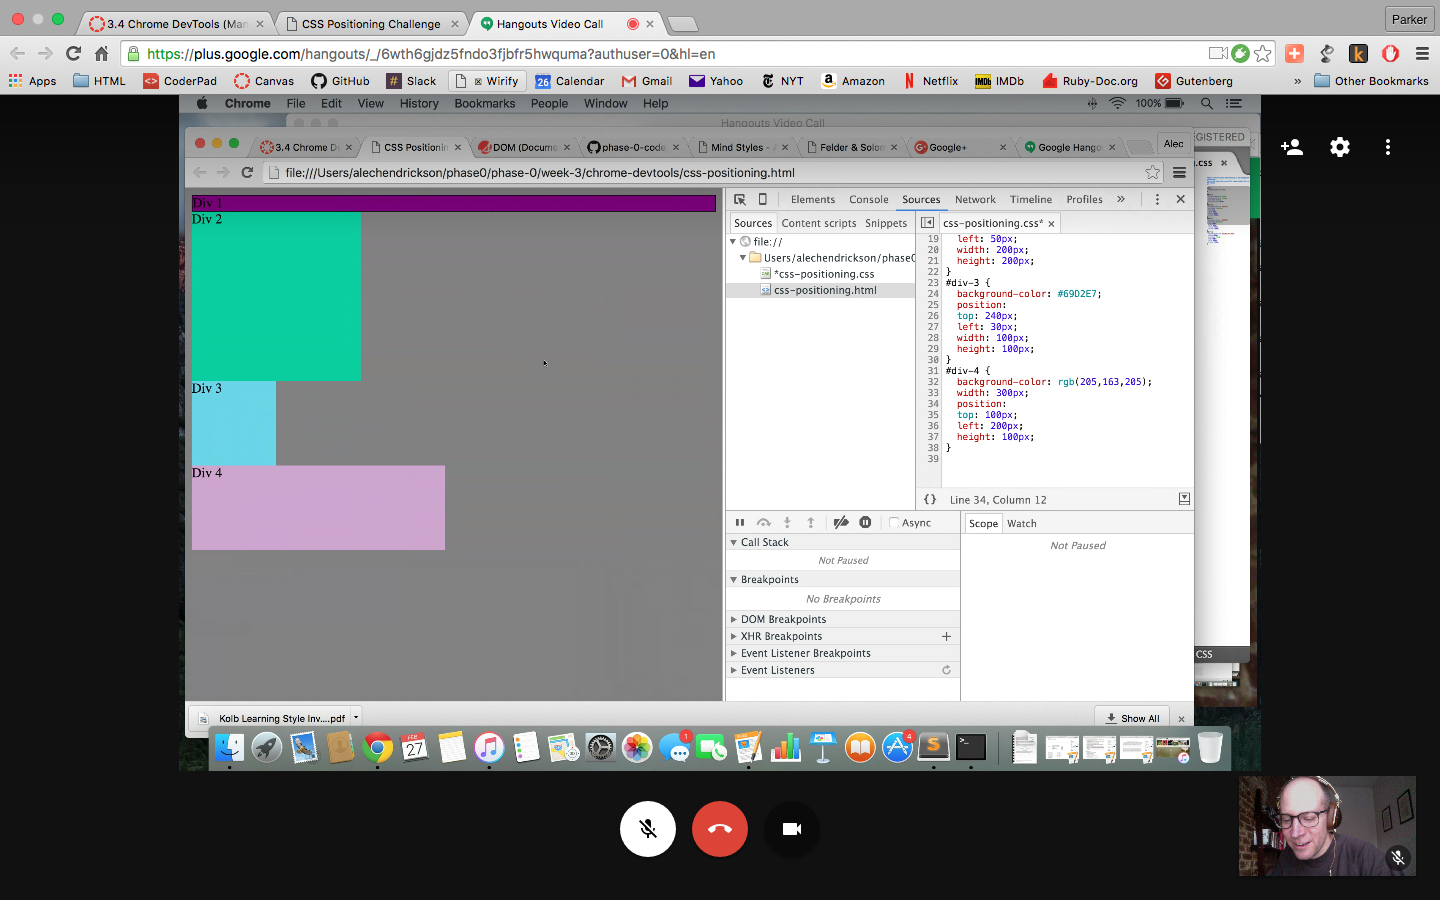 3.4 Chrome DevTools (Man
CSS Positioning Challenge
Hangouts Video Call
Parker
https://plus.google.com/hangouts/_/6wth6gjdz5fndo3fjbfr5hwquma?authuser=0&hl=en
Apps
HTML
CoderPad
Canvas
GitHub
Slack
Wirify
Calendar
Gmail
Yahoo
NYT
Amazon
Netflix
IMDb
Ruby-Doc.org
Gutenberg
»
Other Bookmarks
Chrome File Edit View History Bookmarks People Window Help
100%
Hangouts Video Call
GISTERED
3.4 Chrome D
CSS Positionin
DOM (Docume
phase-0-code
Mind Styles - A
Felder & Solon
Google+
Google Hango
Alec
.css
file:///Users/alechendrickson/phase0/phase-0/week-3/chrome-devtools/css-positioning.html
Div 1
Div 2
Div 3
Div 4
Elements Console Sources Network Timeline Profiles »
Sources Content scripts Snippets
css-positioning.css*
file://
Users/alechendrickson/phase0
*css-positioning.css
css-positioning.html
19 left: 50px;
20 width: 200px;
21 height: 200px;
22 }
23 #div-3 {
24 background-color: #69D2E7;
25 position:
26 top: 240px;
27 left: 30px;
28 width: 100px;
29 height: 100px;
30 }
31 #div-4 {
32 background-color: rgb(205,163,205);
33 width: 300px;
34 position:
35 top: 100px;
36 left: 200px;
37 height: 100px;
38 }
39
{} Line 34, Column 12
Async
Scope Watch
Call Stack
Not Paused
Not Paused
Breakpoints
No Breakpoints
DOM Breakpoints
XHR Breakpoints
Event Listener Breakpoints
Event Listeners
CSS
Kolb Learning Style Inv....pdf
Show All
FEB
27
1
4